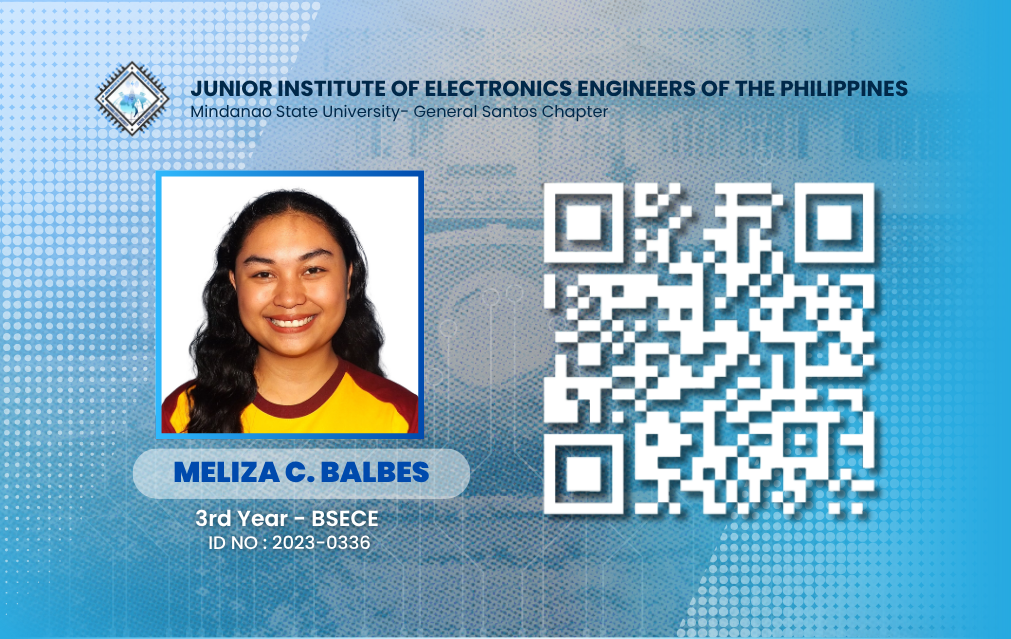 JUNIOR INSTITUTE OF ELECTRONICS ENGINEERS OF THE PHILIPPINES
Mindanao State University- General Santos Chapter
MELIZA C. BALBES
3rd Year - BSECE
ID NO : 2023-0336